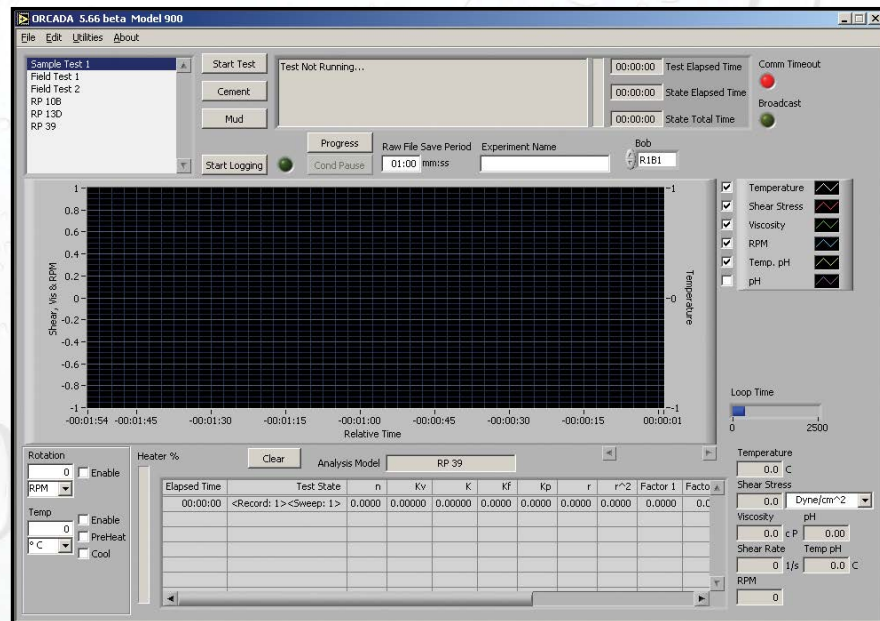 ORCADA 5.66 beta Model 900
File Edit Utilities About
Sample Test 1
Field Test 1
Field Test 2
RP 10B
RP 13D
RP 39
Start Test
Cement
Mud
Test Not Running...
00:00:00 Test Elapsed Time
00:00:00 State Elapsed Time
00:00:00 State Total Time
Comm Timeout
Broadcast
Start Logging
Progress
Cond Pause
Raw File Save Period
01:00 mm:ss
Experiment Name
Bob
R1B1
Shear, Vis & RPM
1
0.8
0.6
0.4
0.2
0
-0.2
-0.4
-0.6
-0.8
-1
1
0
-1
Temperature
-00:01:54 -00:01:45 -00:01:30 -00:01:15 -00:01:00 -00:00:45 -00:00:30 -00:00:15 00:00:01
Relative Time
Temperature
Shear Stress
Viscosity
RPM
Temp. pH
pH
Loop Time
0 2500
Rotation
0 Enable
RPM
Temp
0 Enable
PreHeat
° C Cool
Heater %
Clear
Analysis Model RP 39
Elapsed Time Test State n Kv K Kf Kp r r^2 Factor 1 Facto
00:00:00 <Record: 1><Sweep: 1> 0.0000 0.00000 0.00000 0.0000 0.0000 0.0000 0.0000 0.0000 0.0
Temperature
0.0 C
Shear Stress
0.0 Dyne/cm^2
Viscosity pH
0.0 c P 0.00
Shear Rate Temp pH
0 1/s 0.0 C
RPM
0